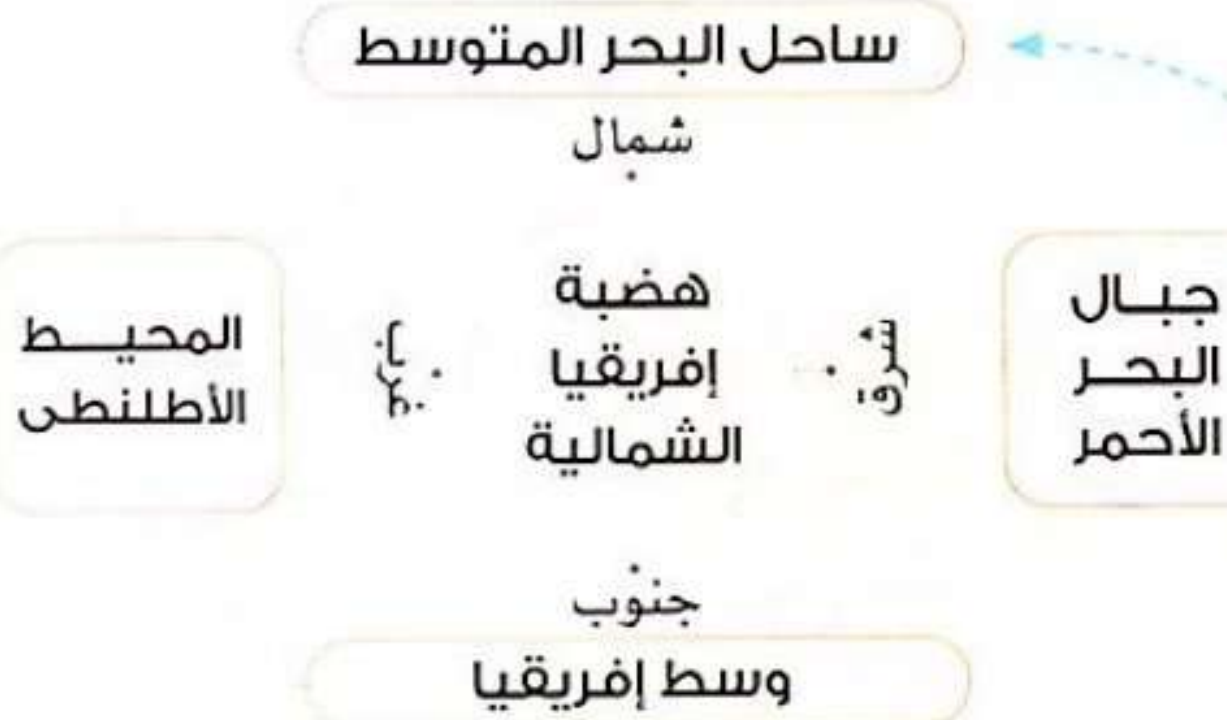 ساحل البحر المتوسط
شمال
جبال
البحر
الأحمر
شرق
هضبة
إفريقيا
الشمالية
غرب
المحيط
الأطلنطى
جنوب
وسط إفريقيا